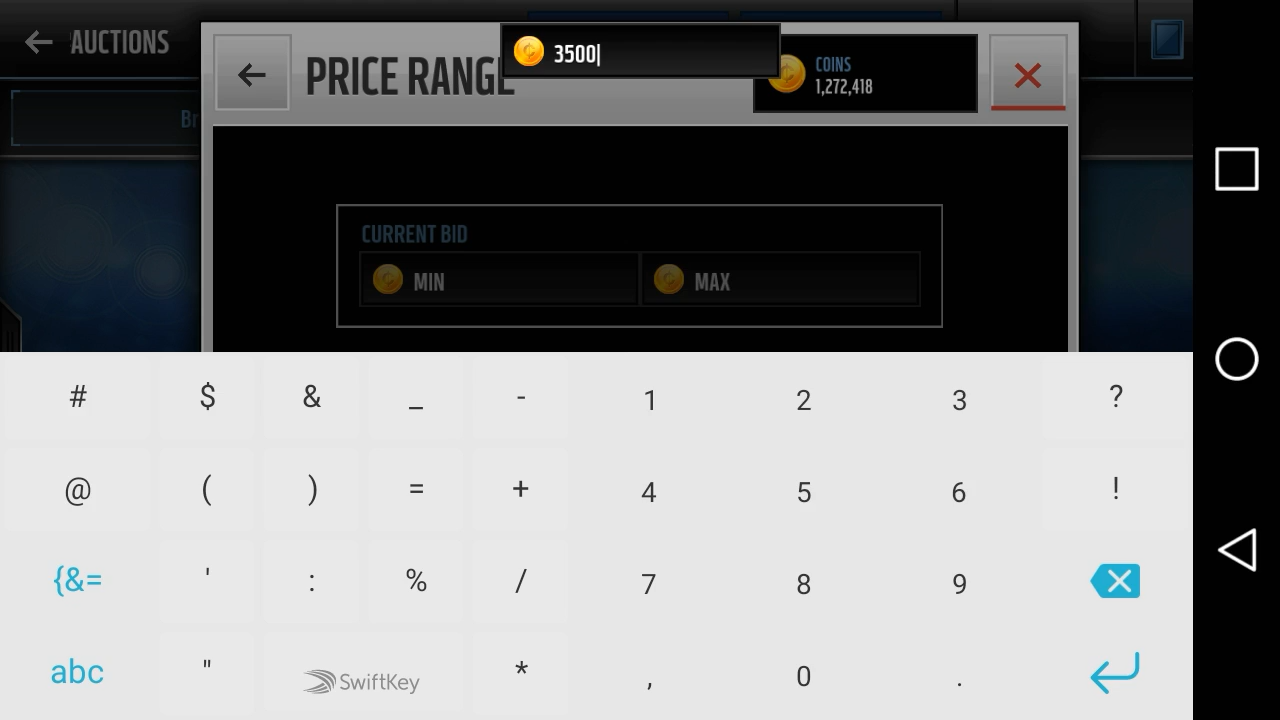 AUCTIONS
3500
PRICE RANGE
COINS
1,272,418
Br
CURRENT BID
MIN
MAX
# $ & _ - 1 2 3 ?
@ ( ) = + 4 5 6 !
{&= ' : % / 7 8 9
abc " SwiftKey * , 0 .